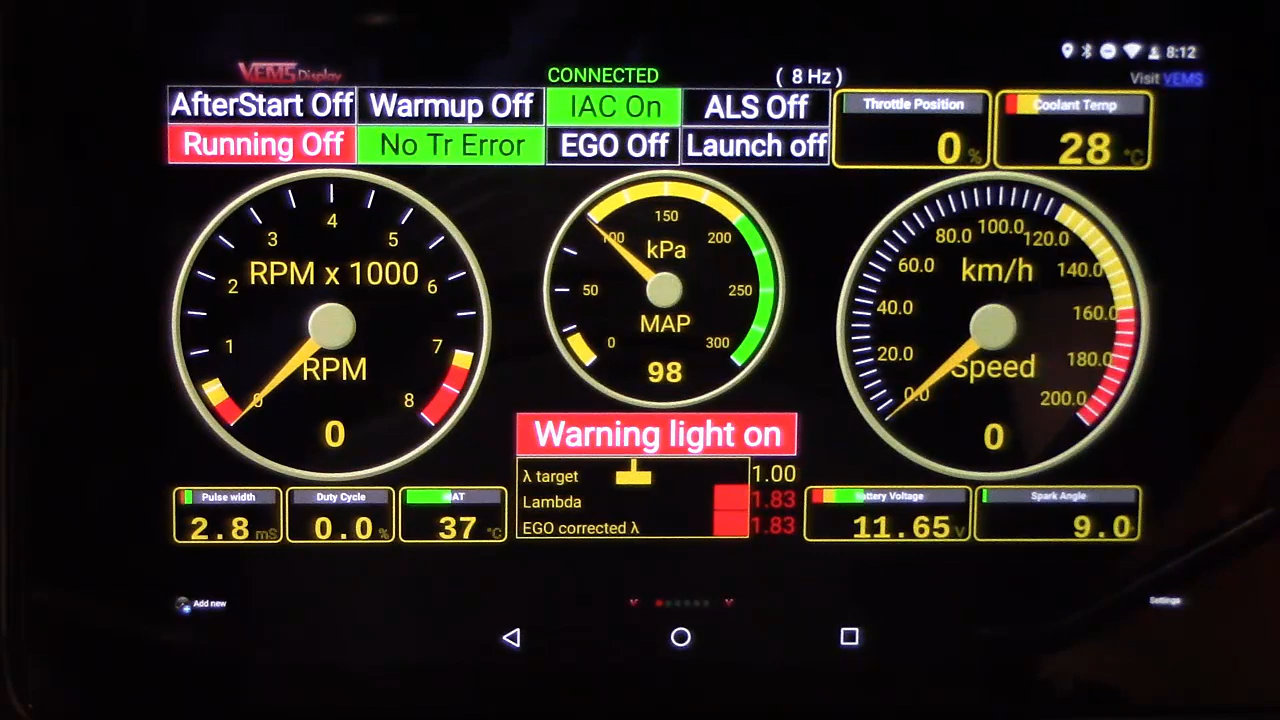 8:12
VEMS Display
CONNECTED
( 8 Hz )
Visit VEMS
AfterStart Off
Warmup Off
IAC On
ALS Off
Throttle Position
0 %
Coolant Temp
28 °C
Running Off
No Tr Error
EGO Off
Launch off
0
1
2
3
4
5
6
7
8
RPM x 1000
RPM
0
0
50
100
150
200
250
300
kPa
MAP
98
0.0
20.0
40.0
60.0
80.0
100.0
120.0
140.0
160.0
180.0
200.0
km/h
Speed
0
Warning light on
λ target
1.00
Lambda
1.83
EGO corrected λ
1.83
Pulse width
2.8 mS
Duty Cycle
0.0 %
37 °C
11.65 V
Spark Angle
9.0
Add new
Settings